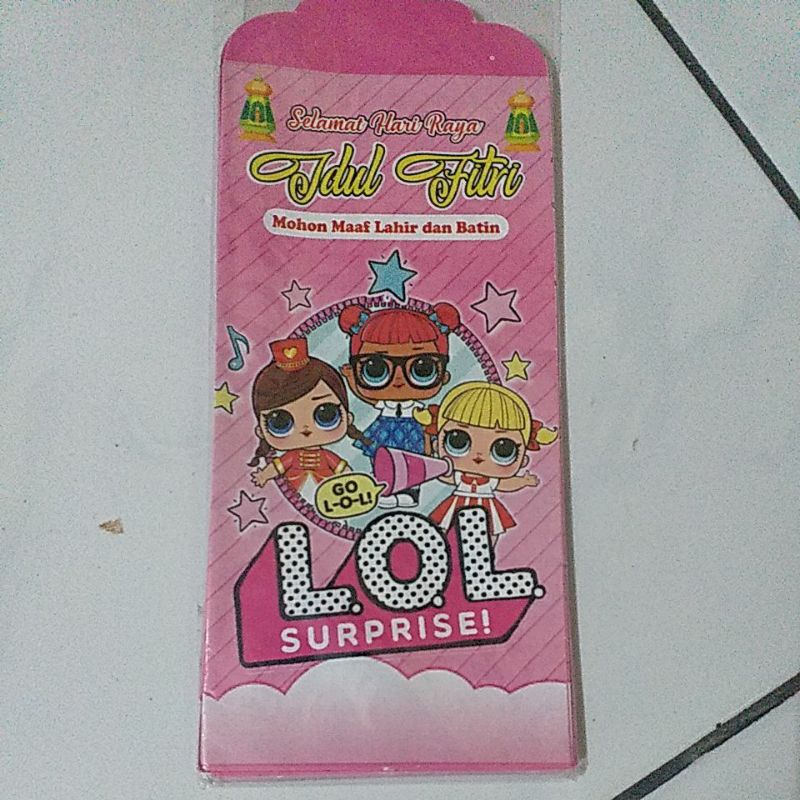 Selamat Hari Raya
Idul Fitri
Mohon Maaf Lahir dan Batin
GO
L-O-L!
L.O.L.
SURPRISE!